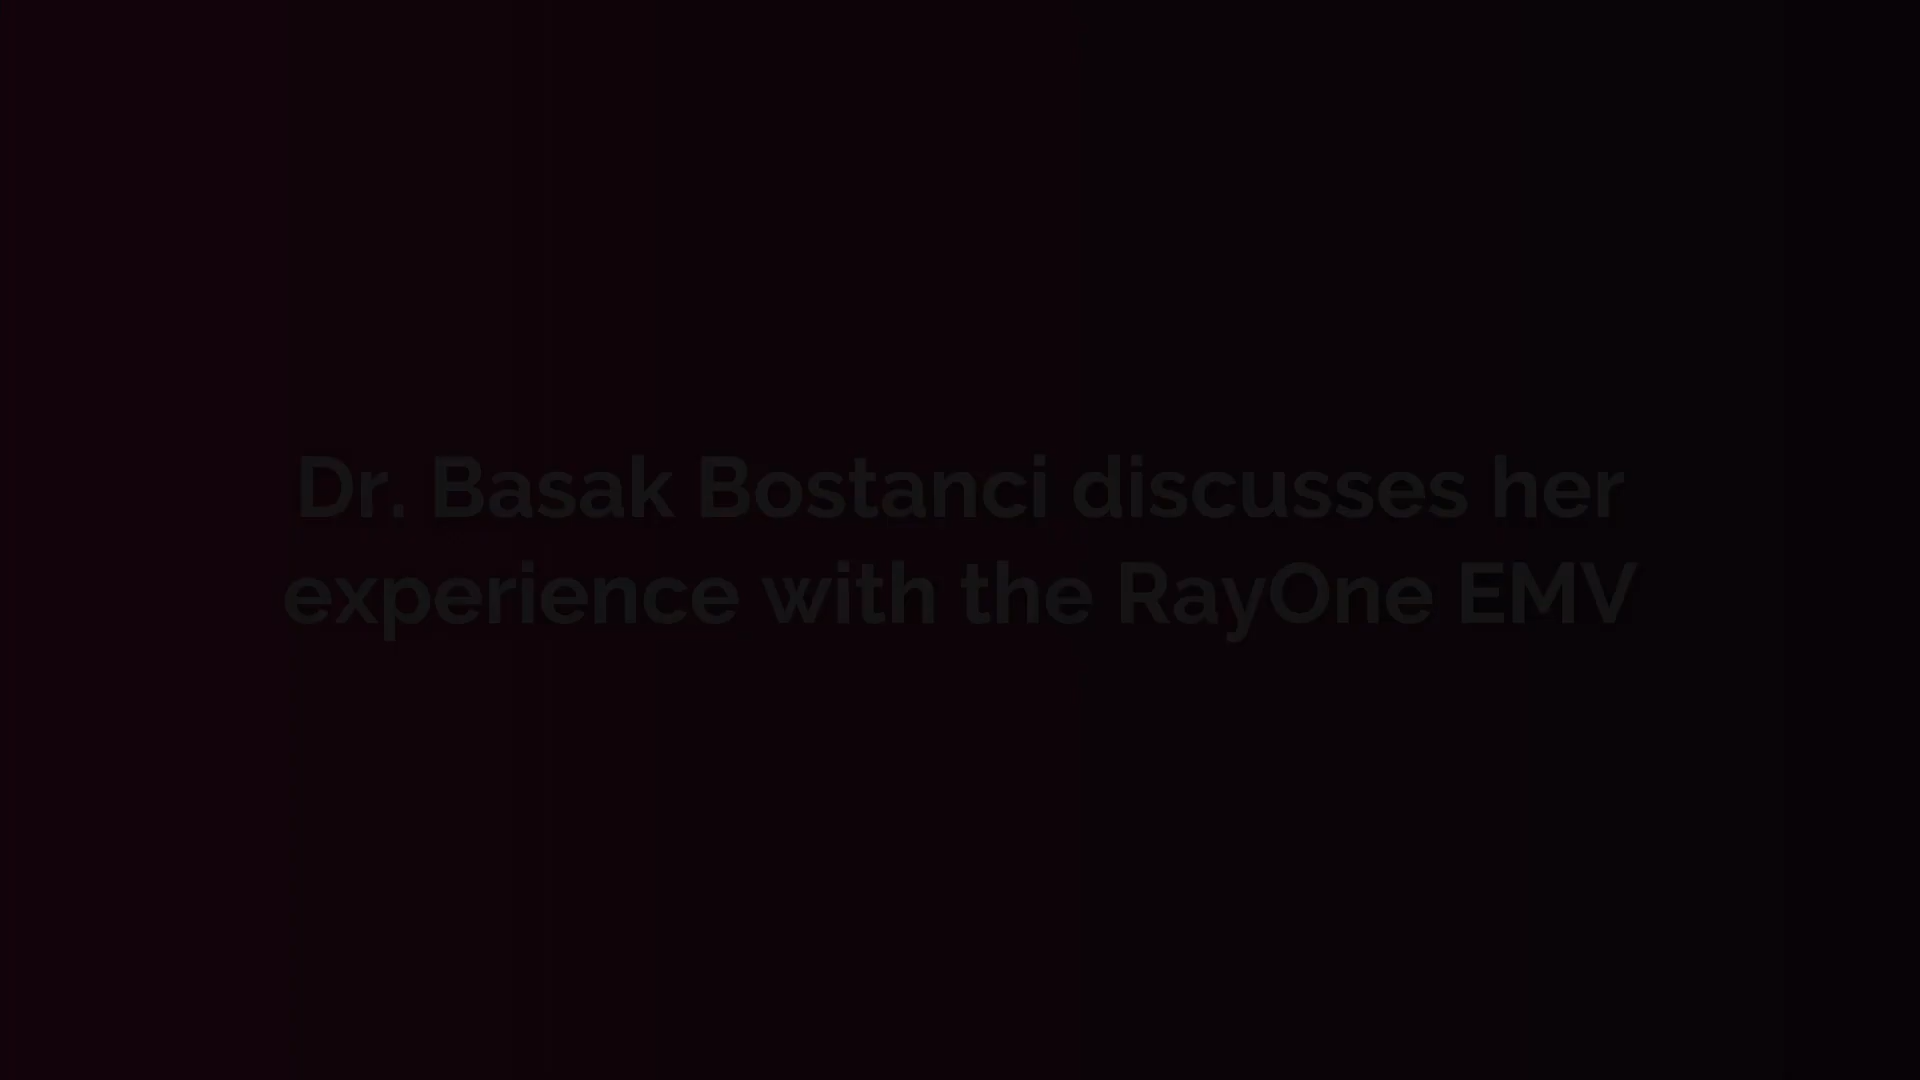 Dr. Basak Bostanci discusses her
experience with the RayOne EMV